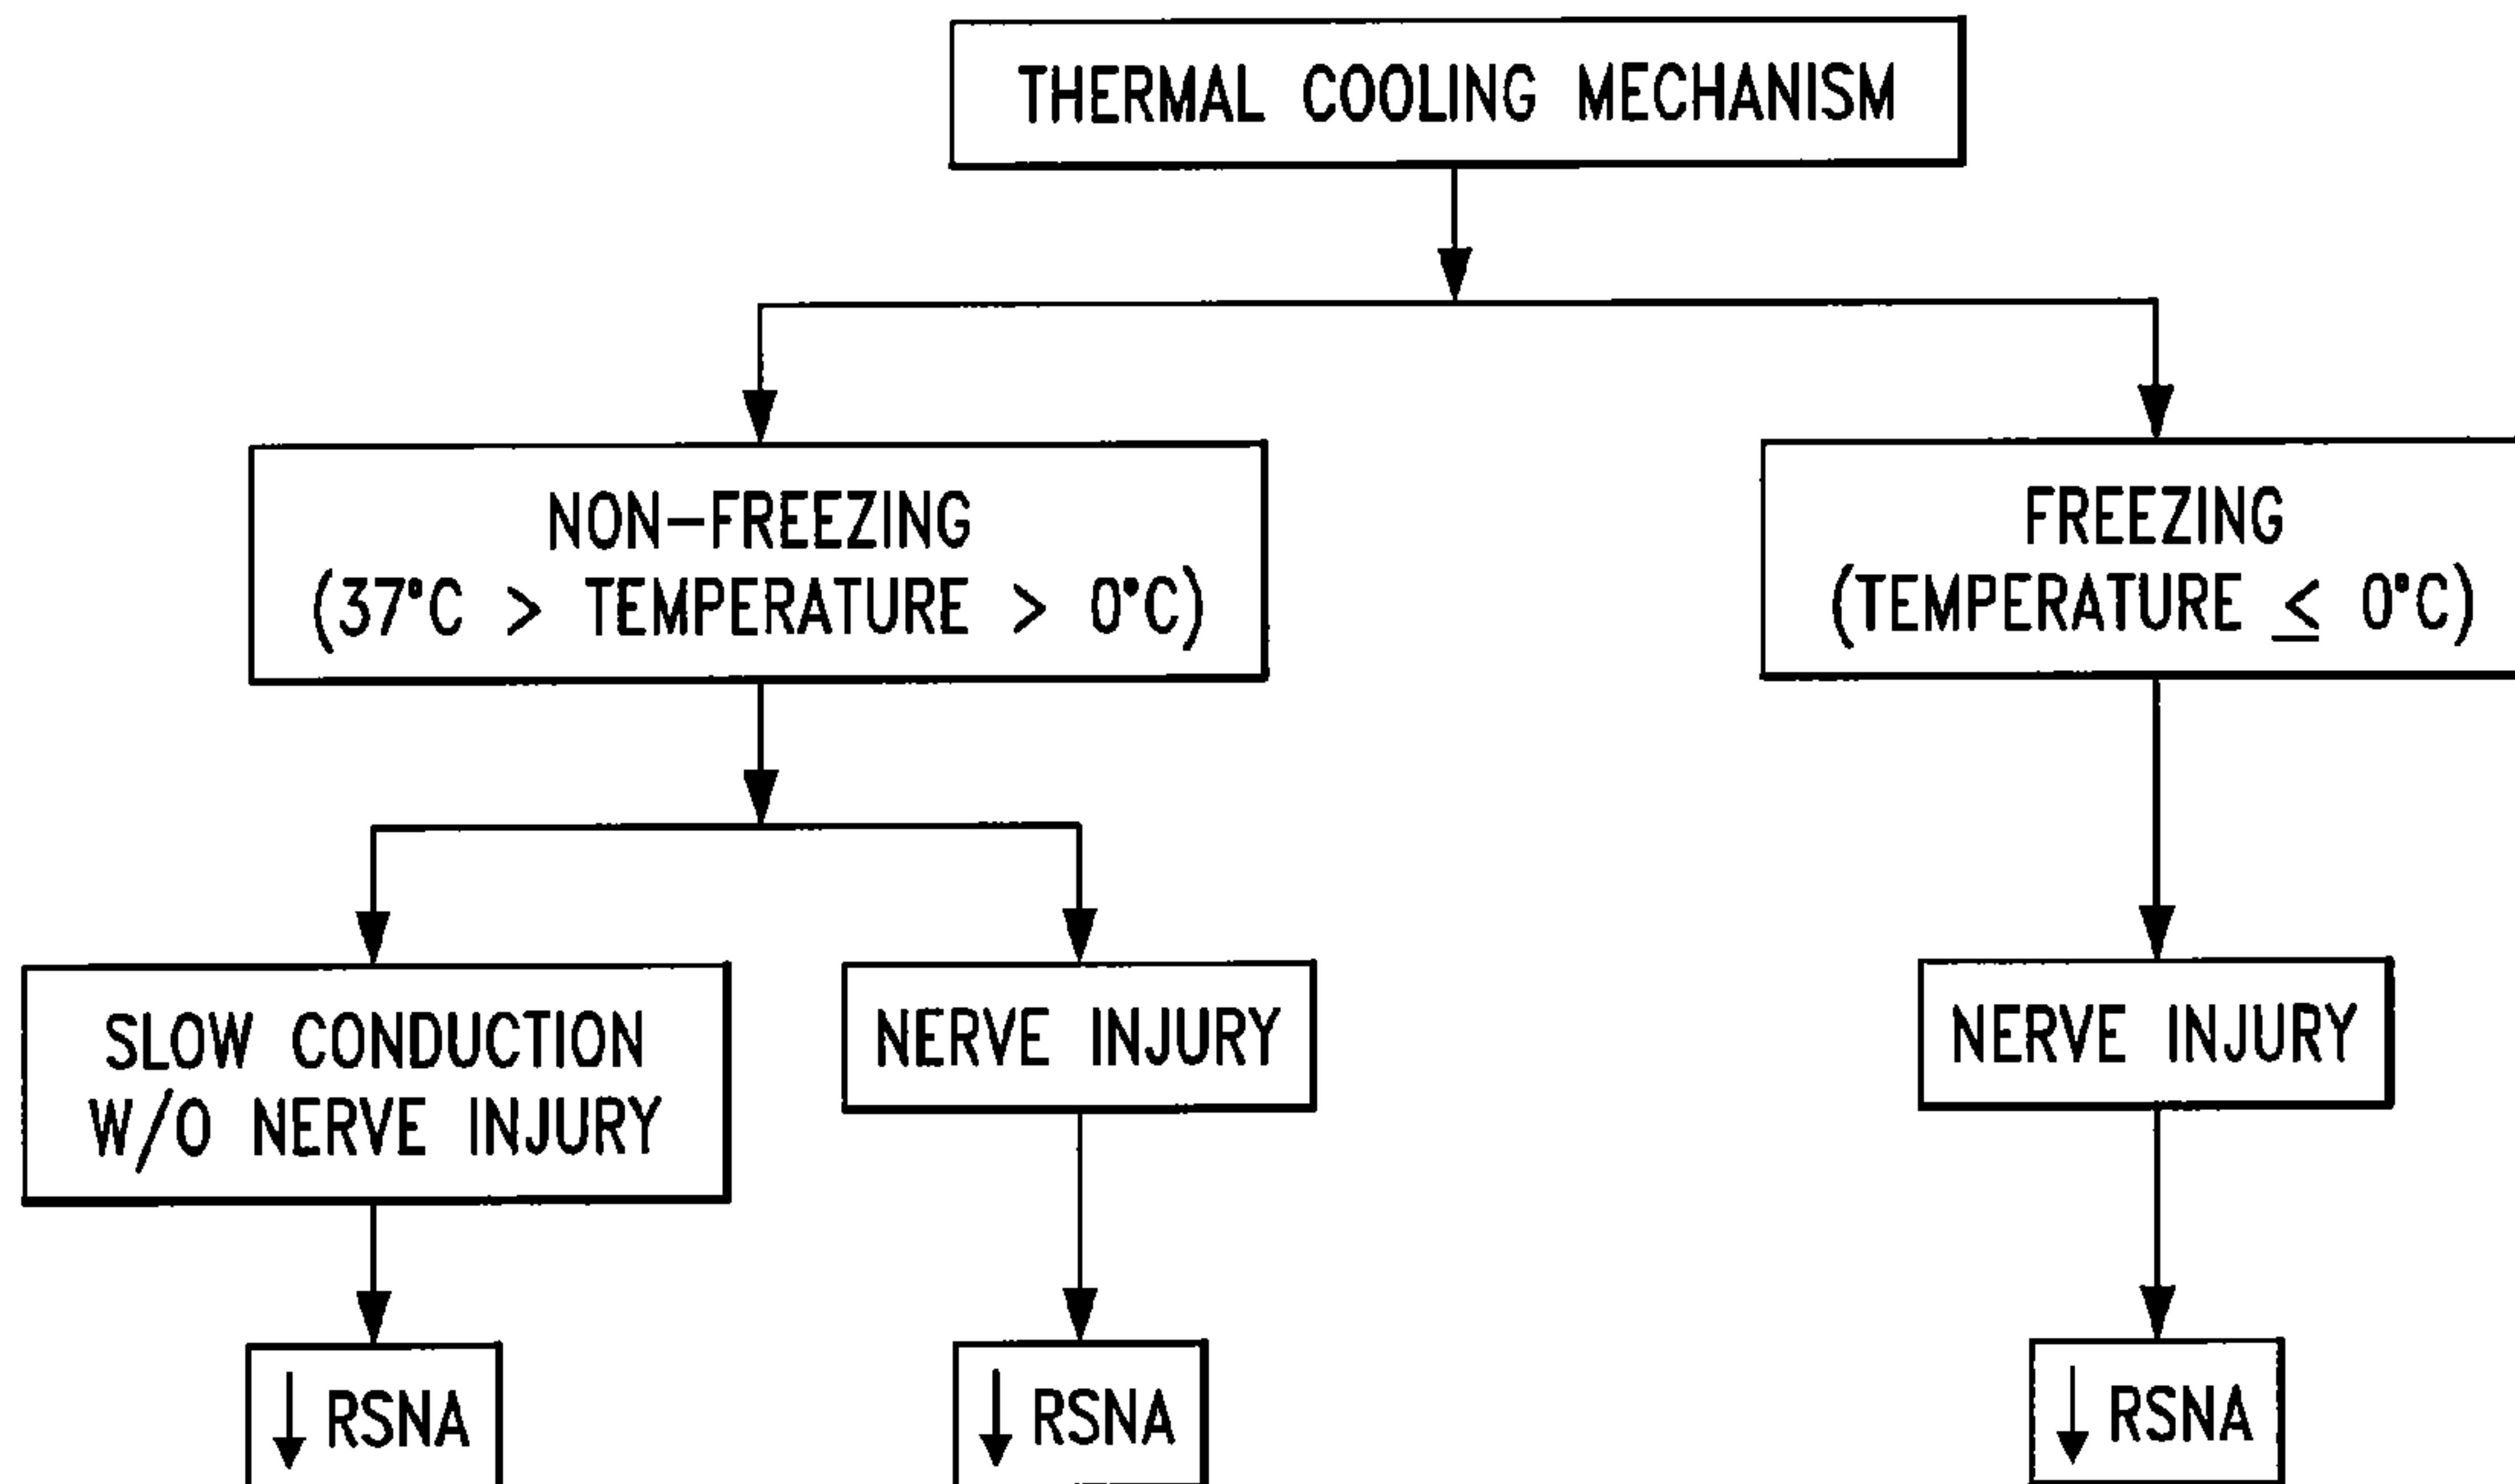 THERMAL COOLING MECHANISM
NON-FREEZING
(37°C > TEMPERATURE > 0°C)
FREEZING
(TEMPERATURE ≤ 0°C)
SLOW CONDUCTION
W/O NERVE INJURY
NERVE INJURY
NERVE INJURY
↓ RSNA
↓ RSNA
↓ RSNA